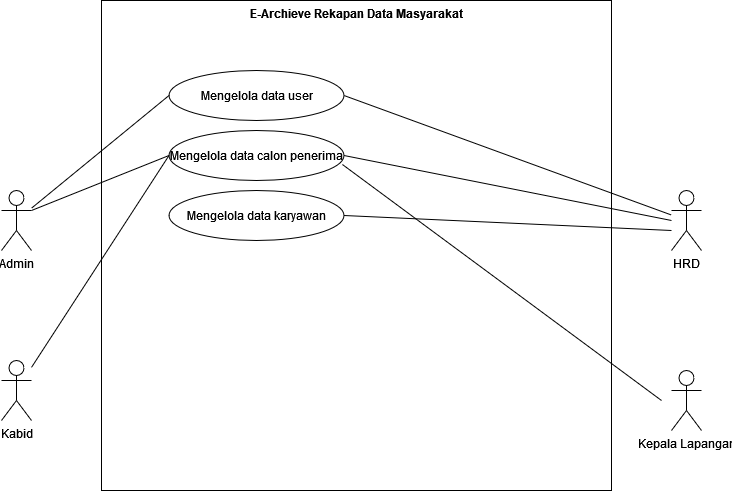 E-Archieve Rekapan Data Masyarakat
Mengelola data user
Mengelola data calon penerima
Mengelola data karyawan
Admin
HRD
Kabid
Kepala Lapangan